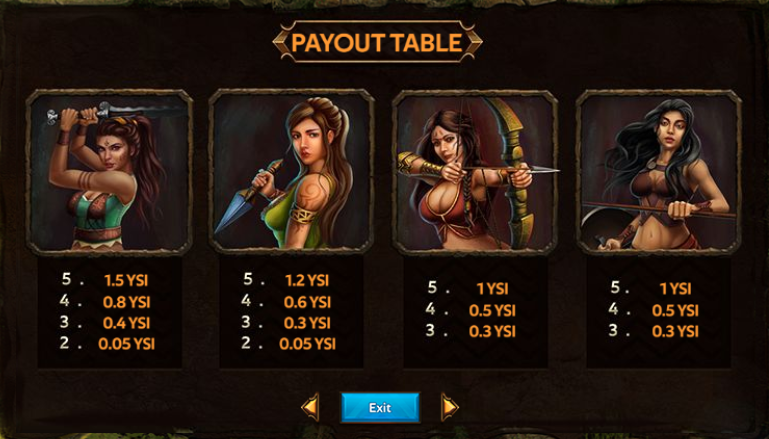 PAYOUT TABLE
5. 1.5 YSI
4. 0.8 YSI
3. 0.4 YSI
2. 0.05 YSI
5. 1.2 YSI
4. 0.6 YSI
3. 0.3 YSI
2. 0.05 YSI
5. 1 YSI
4. 0.5 YSI
3. 0.3 YSI
5. 1 YSI
4. 0.5 YSI
3. 0.3 YSI
Exit